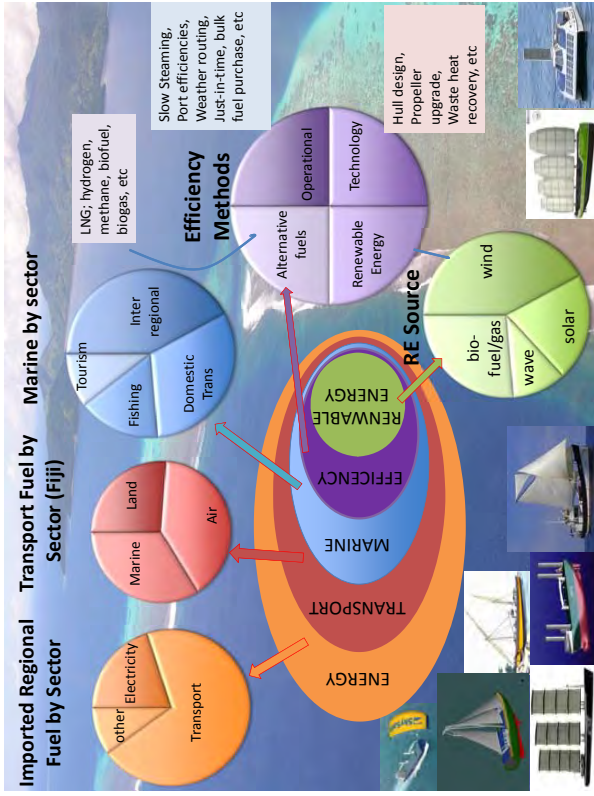 Imported Regional
Fuel by Sector
Transport Fuel by
Sector (Fiji)
Marine by sector
other
Electricity
Transport
Marine
Land
Air
Tourism
Fishing
Inter
regional
Domestic
Trans
LNG; hydrogen,
methane, biofuel,
biogas, etc
Slow Steaming,
Port efficiencies,
Weather routing,
Just-in-time, bulk
fuel purchase, etc
Efficiency
Methods
Alternative
fuels
Operational
Renewable
Energy
Technology
Hull design,
Propeller
upgrade,
Waste heat
recovery, etc
ENERGY
TRANSPORT
MARINE
EFFICENCY
RENWABLE
ENERGY
RE Source
bio-
fuel/gas
wind
wave
solar